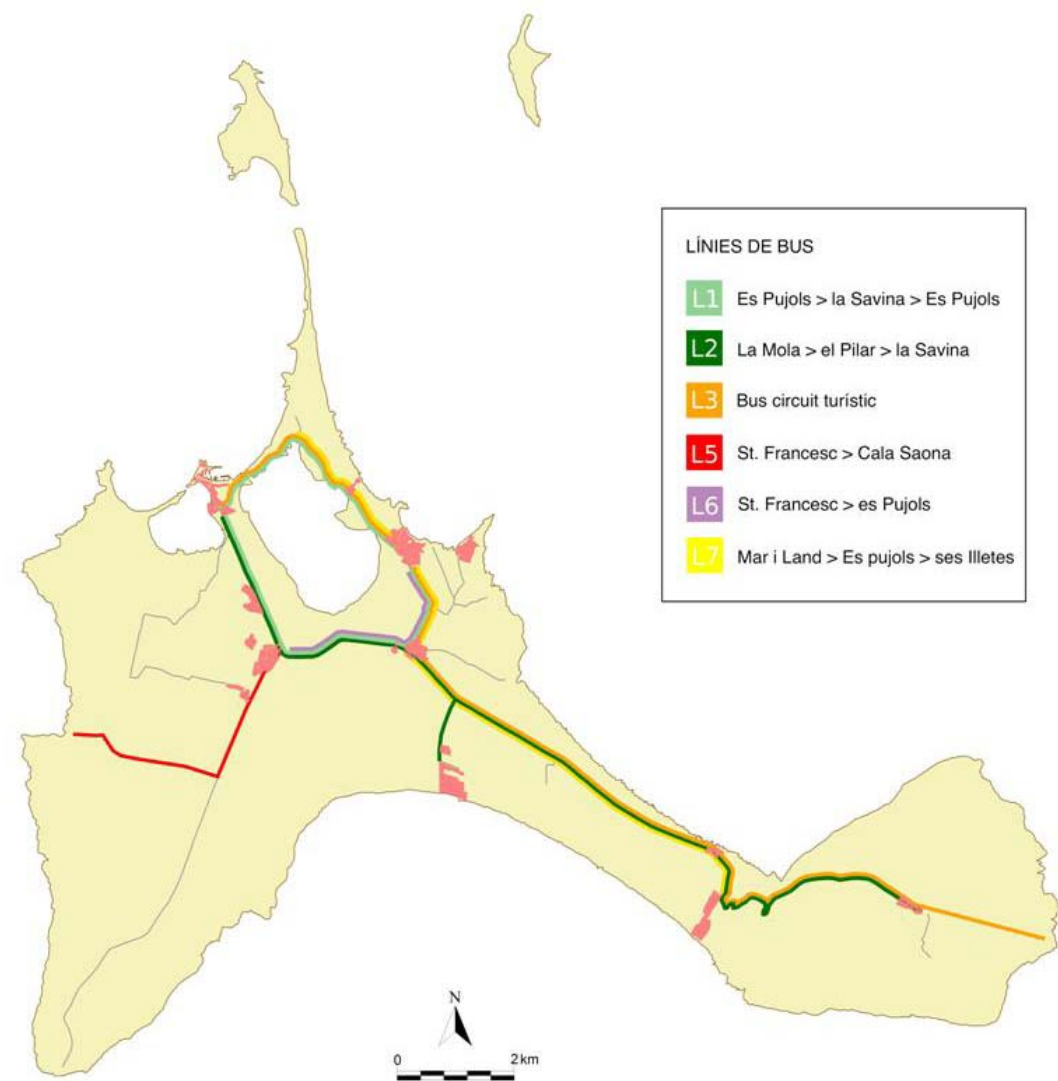 LÍNIES DE BUS
L1 Es Pujols > la Savina > Es Pujols
L2 La Mola > el Pilar > la Savina
L3 Bus circuit turístic
L5 St. Francesc > Cala Saona
L6 St. Francesc > es Pujols
L7 Mar i Land > Es pujols > ses Illetes
N
0 2 km